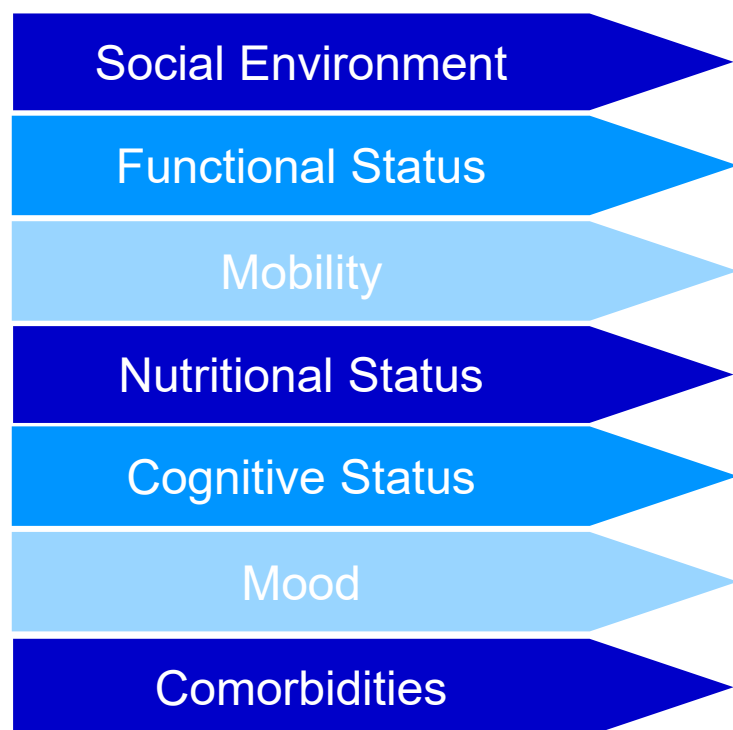 Social Environment
Functional Status
Mobility
Nutritional Status
Cognitive Status
Mood
Comorbidities